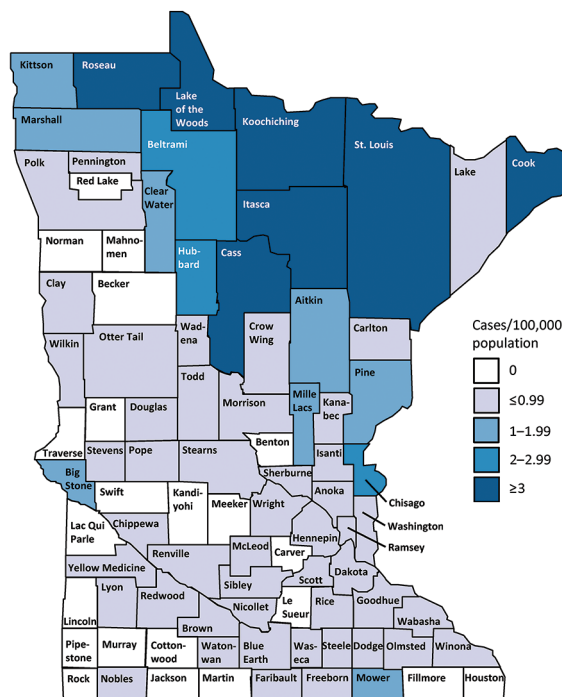 Kittson
Roseau
Lake
of the
Woods
Marshall
Koochiching
Beltrami
St. Louis
Polk
Pennington
Red Lake
Clear
Water
Lake
Cook
Itasca
Norman
Mahno-
men
Hub-
bard
Cass
Clay
Becker
Aitkin
Wilkin
Otter Tail
Wad-
ena
Crow
Wing
Carlton
Todd
Pine
Mille
Lacs
Kana-
bec
Grant
Douglas
Morrison
Traverse
Stevens
Pope
Stearns
Benton
Isanti
Big
Stone
Sherburne
Swift
Kandi-
yohi
Meeker
Wright
Anoka
Chisago
Lac Qui
Parle
Chippewa
Hennepin
Washington
Ramsey
Renville
McLeod
Carver
Yellow Medicine
Scott
Dakota
Sibley
Lyon
Redwood
Nicollet
Le
Sueur
Rice
Goodhue
Wabasha
Lincoln
Brown
Pipe-
stone
Murray
Cotton-
wood
Waton-
wan
Blue
Earth
Was-
eca
Steele
Dodge
Olmsted
Winona
Rock
Nobles
Jackson
Martin
Faribault
Freeborn
Mower
Fillmore
Houston
Cases/100,000
population
0
≤0.99
1–1.99
2–2.99
≥3